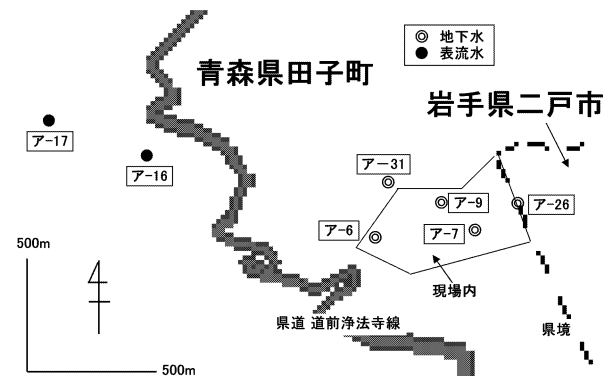 地下水
表流水
青森県田子町
岩手県二戸市
ア-17
ア-16
ア－31
ア-9
ア-26
ア-6
ア-7
500m
現場内
県道 道前浄法寺線
県境
500m